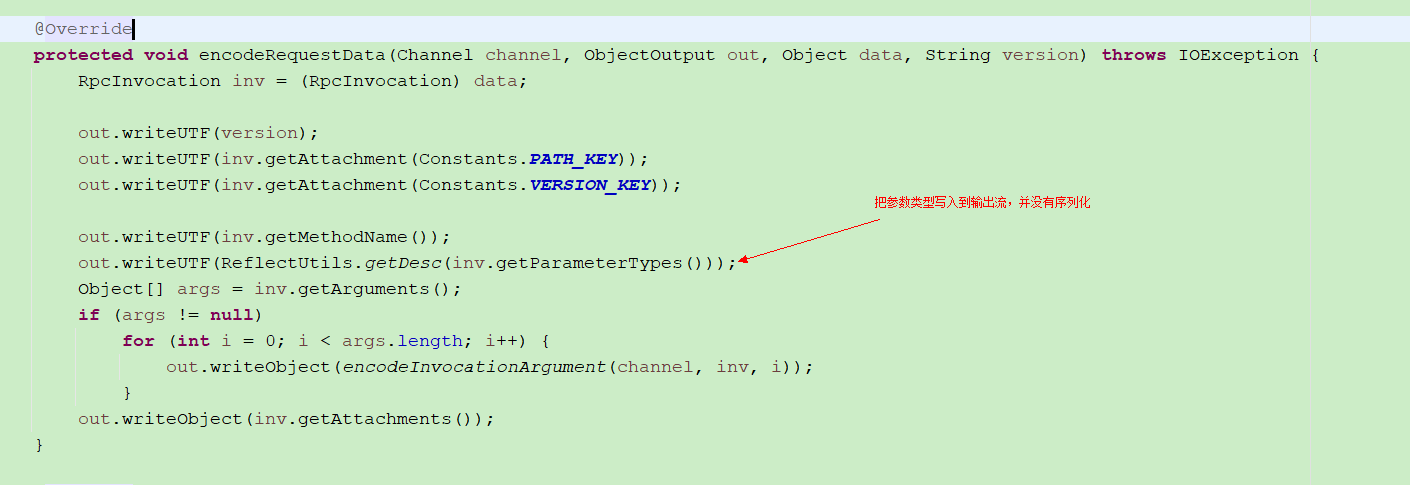 @Override
protected void encodeRequestData(Channel channel, ObjectOutput out, Object data, String version) throws IOException {
RpcInvocation inv = (RpcInvocation) data;
out.writeUTF(version);
out.writeUTF(inv.getAttachment(Constants.PATH_KEY));
out.writeUTF(inv.getAttachment(Constants.VERSION_KEY));
把参数类型写入到输出流，并没有序列化
out.writeUTF(inv.getMethodName());
out.writeUTF(ReflectUtils.getDesc(inv.getParameterTypes()));
Object[] args = inv.getArguments();
if (args != null)
for (int i = 0; i < args.length; i++) {
out.writeObject(encodeInvocationArgument(channel, inv, i));
}
out.writeObject(inv.getAttachments());
}